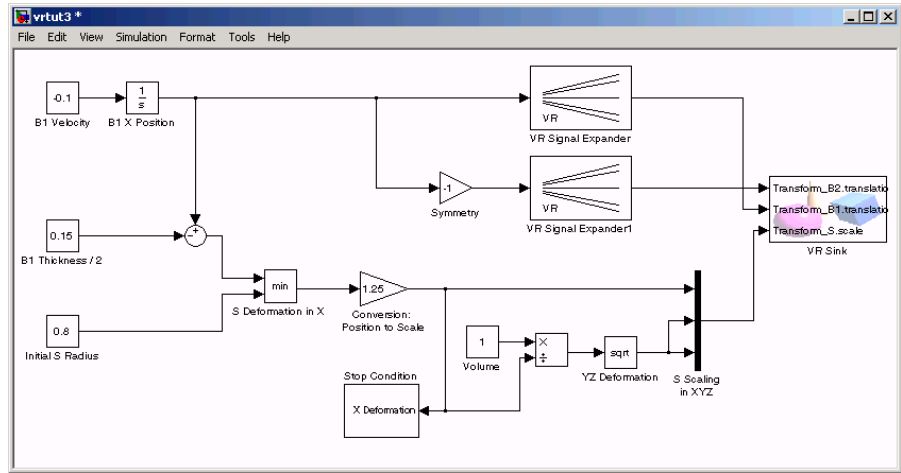 vrtut3 *
File Edit View Simulation Format Tools Help
-0.1
B1 Velocity
1
s
B1 X Position
VR
VR Signal Expander
-1
Symmetry
VR
VR Signal Expander1
Transform_B2.translatio
Transform_B1.translatio
Transform_S.scale
VR Sink
0.15
B1 Thickness / 2
- +
min
S Deformation in X
1.25
Conversion:
Position to Scale
0.8
Initial S Radius
1
Volume
×
÷
sqrt
YZ Deformation
S Scaling
in XYZ
Stop Condition
X Deformation